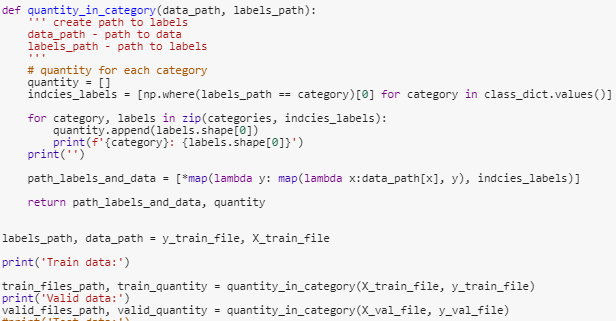 def quantity_in_category(data_path, labels_path):
    ''' create path to labels
    data_path - path to data
    labels_path - path to labels
    '''
    # quantity for each category
    quantity = []
    indcies_labels = [np.where(labels_path == category)[0] for category in class_dict.values()]
    for category, labels in zip(categories, indcies_labels):
        quantity.append(labels.shape[0])
        print(f'{category}: {labels.shape[0]}')
    print('')
    path_labels_and_data = [*map(lambda y: map(lambda x:data_path[x], y), indcies_labels)]
    return path_labels_and_data, quantity
labels_path, data_path = y_train_file, X_train_file
print('Train data:')
train_files_path, train_quantity = quantity_in_category(X_train_file, y_train_file)
print('Valid data:')
valid_files_path, valid_quantity = quantity_in_category(X_val_file, y_val_file)
#print('Test data:')